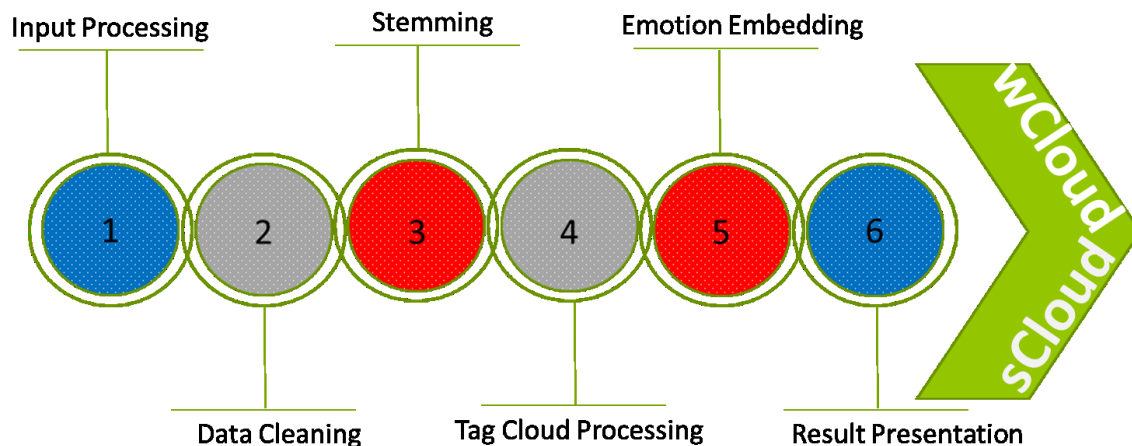 Input Processing
Stemming
Emotion Embedding
1
2
3
4
5
6
wCloud
sCloud
Data Cleaning
Tag Cloud Processing
Result Presentation